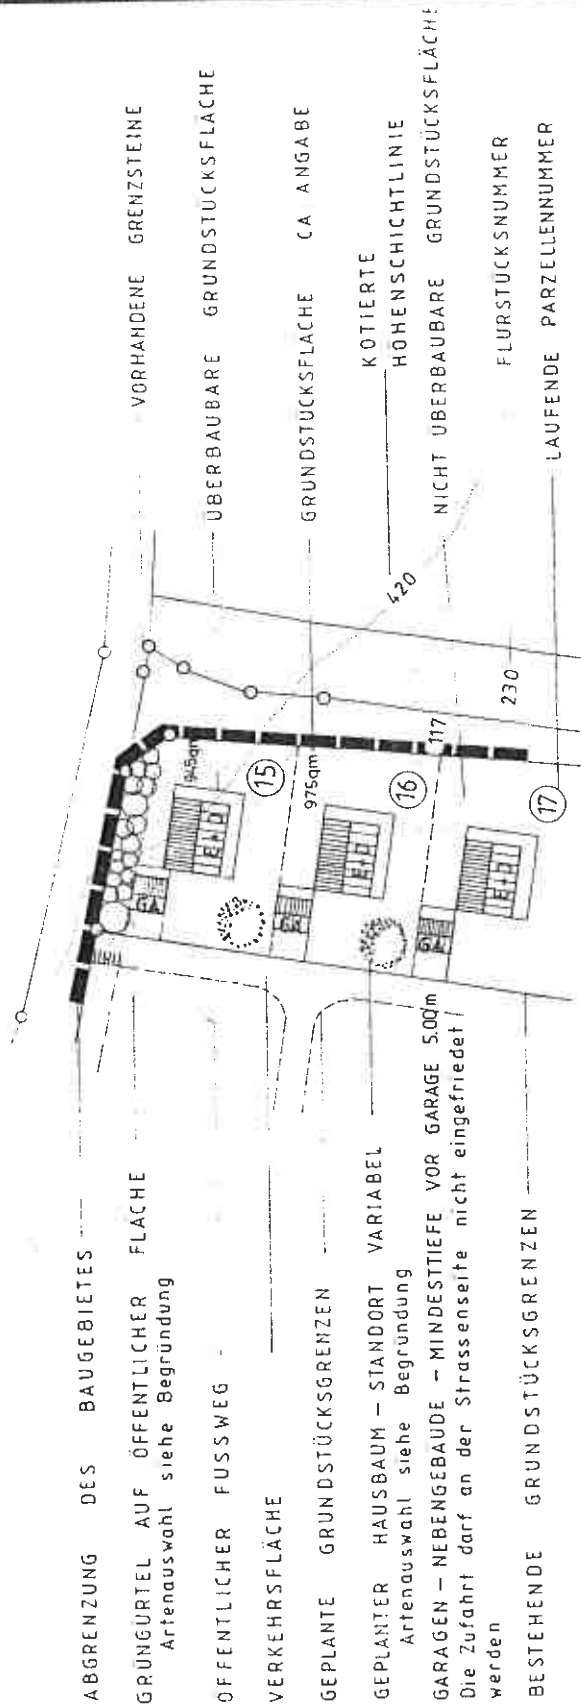 ABGRENZUNG DES BAUGEBIETES
GRÜNGÜRTEL AUF ÖFFENTLICHER FLÄCHE
Artenauswahl siehe Begründung
ÖFFENTLICHER FUSSWEG
VERKEHRSFLÄCHE
GEPLANTE GRUNDSTÜCKSGRENZEN
GEPLANTER HAUSBAUM – STANDORT VARIABEL
Artenauswahl siehe Begründung
GARAGEN – NEBENGEBÄUDE – MINDESTTIEFE VOR GARAGE 5.00m
Die Zufahrt darf an der Strassenseite nicht eingefriedet
werden
BESTEHENDE GRUNDSTÜCKSGRENZEN
945qm
GA
E+D
15
975qm
GA
E+D
16
117
GA
E+D
17
420
230
VORHANDENE GRENZSTEINE
ÜBERBAUBARE GRUNDSTÜCKSFLÄCHE
GRUNDSTÜCKSFLÄCHE CA ANGABE
KOTIERTE
HÖHENSCHICHTLINIE
NICHT ÜBERBAUBARE GRUNDSTÜCKSFLÄCHE
FLURSTÜCKSNUMMER
LAUFENDE PARZELLENNUMMER